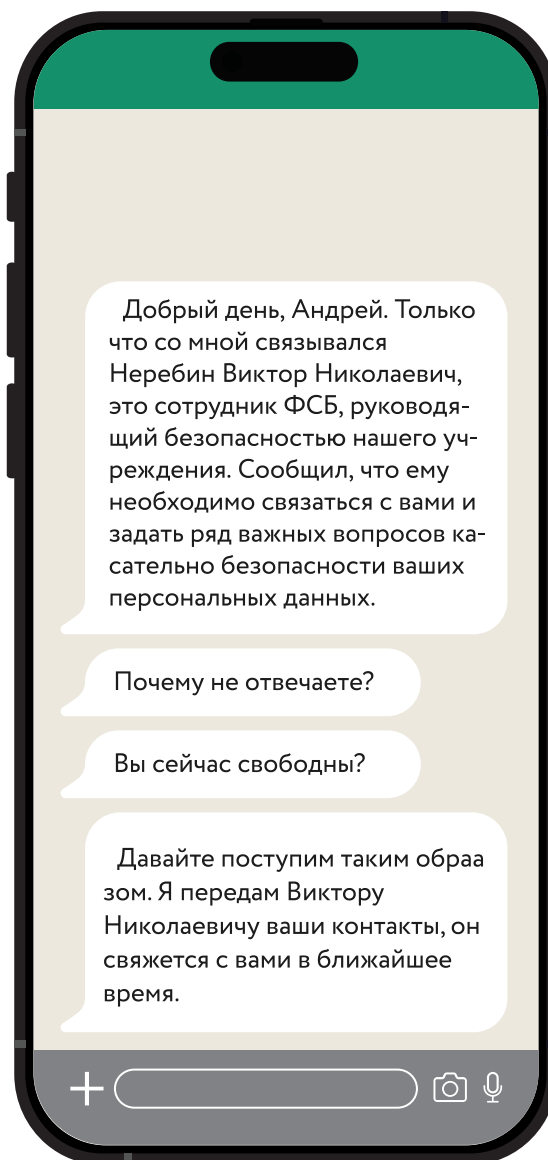 Добрый день, Андрей. Только
что со мной связывался
Неребин Виктор Николаевич,
это сотрудник ФСБ, руководя-
щий безопасностью нашего уч-
реждения. Сообщил, что ему
необходимо связаться с вами и
задать ряд важных вопросов ка-
сательно безопасности ваших
персональных данных.
Почему не отвечаете?
Вы сейчас свободны?
Давайте поступим таким обраа
зом. Я передам Виктору
Николаевичу ваши контакты, он
свяжется с вами в ближайшее
время.